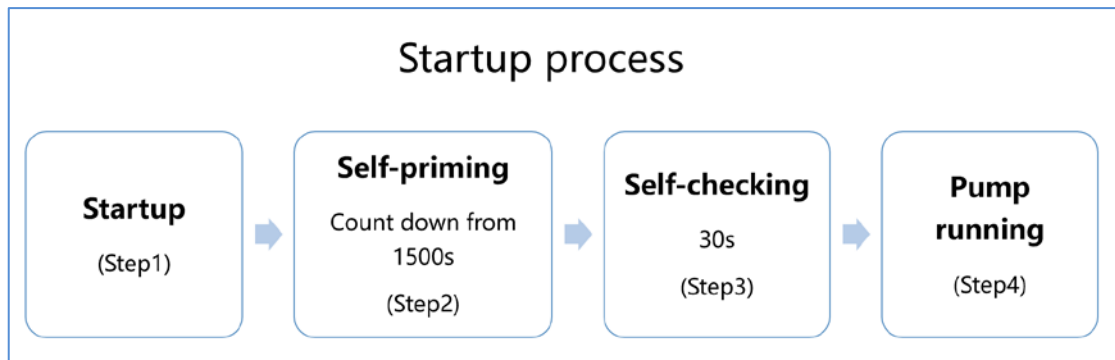 Startup process
Startup
(Step1)
Self-priming
Count down from
1500s
(Step2)
Self-checking
30s
(Step3)
Pump
running
(Step4)